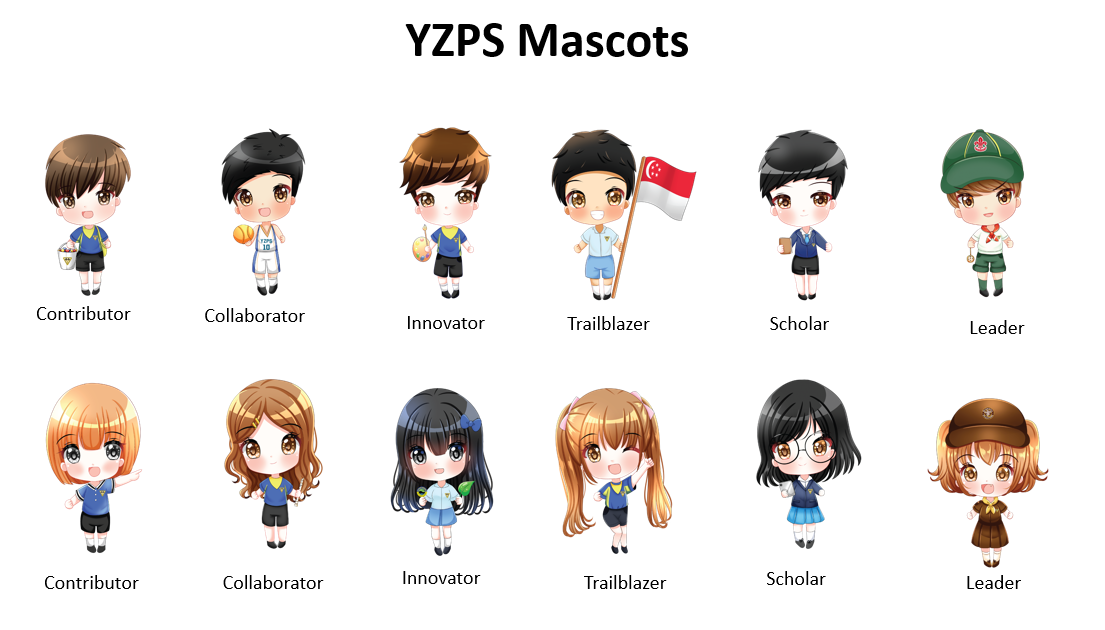 YZPS Mascots
YZPS
10
Contributor
Collaborator
Innovator
Trailblazer
Scholar
Leader
Contributor
Collaborator
Innovator
Trailblazer
Scholar
Leader